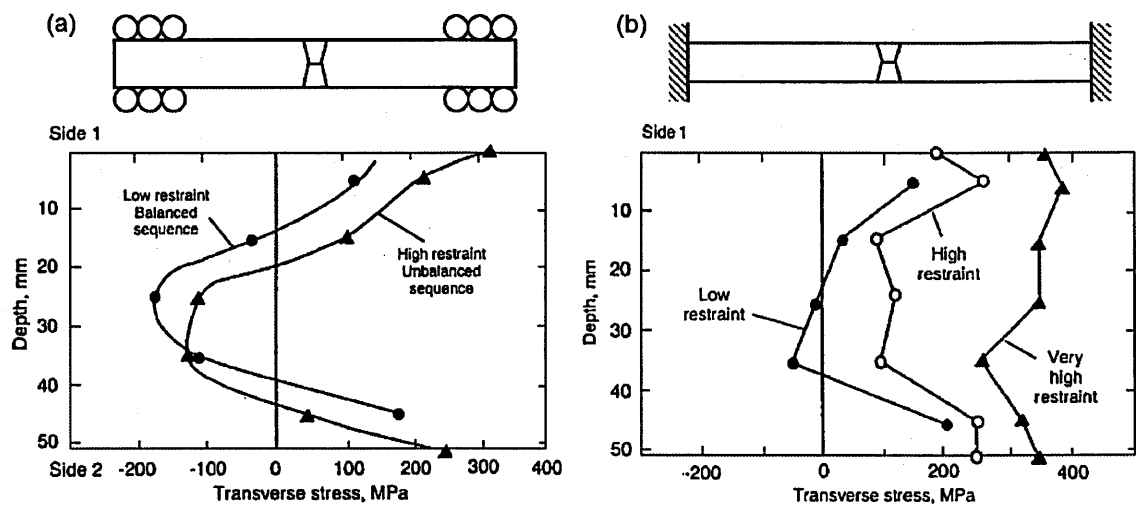 (a)
Side 1
Low restraint
Balanced
sequence
High restraint
Unbalanced
sequence
Depth, mm
10
20
30
40
50
Side 2
-200 -100 0 100 200 300 400
Transverse stress, MPa
(b)
Side 1
High
restraint
Low
restraint
Very
high
restraint
Depth, mm
10
20
30
40
50
-200 0 200 400
Transverse stress, MPa